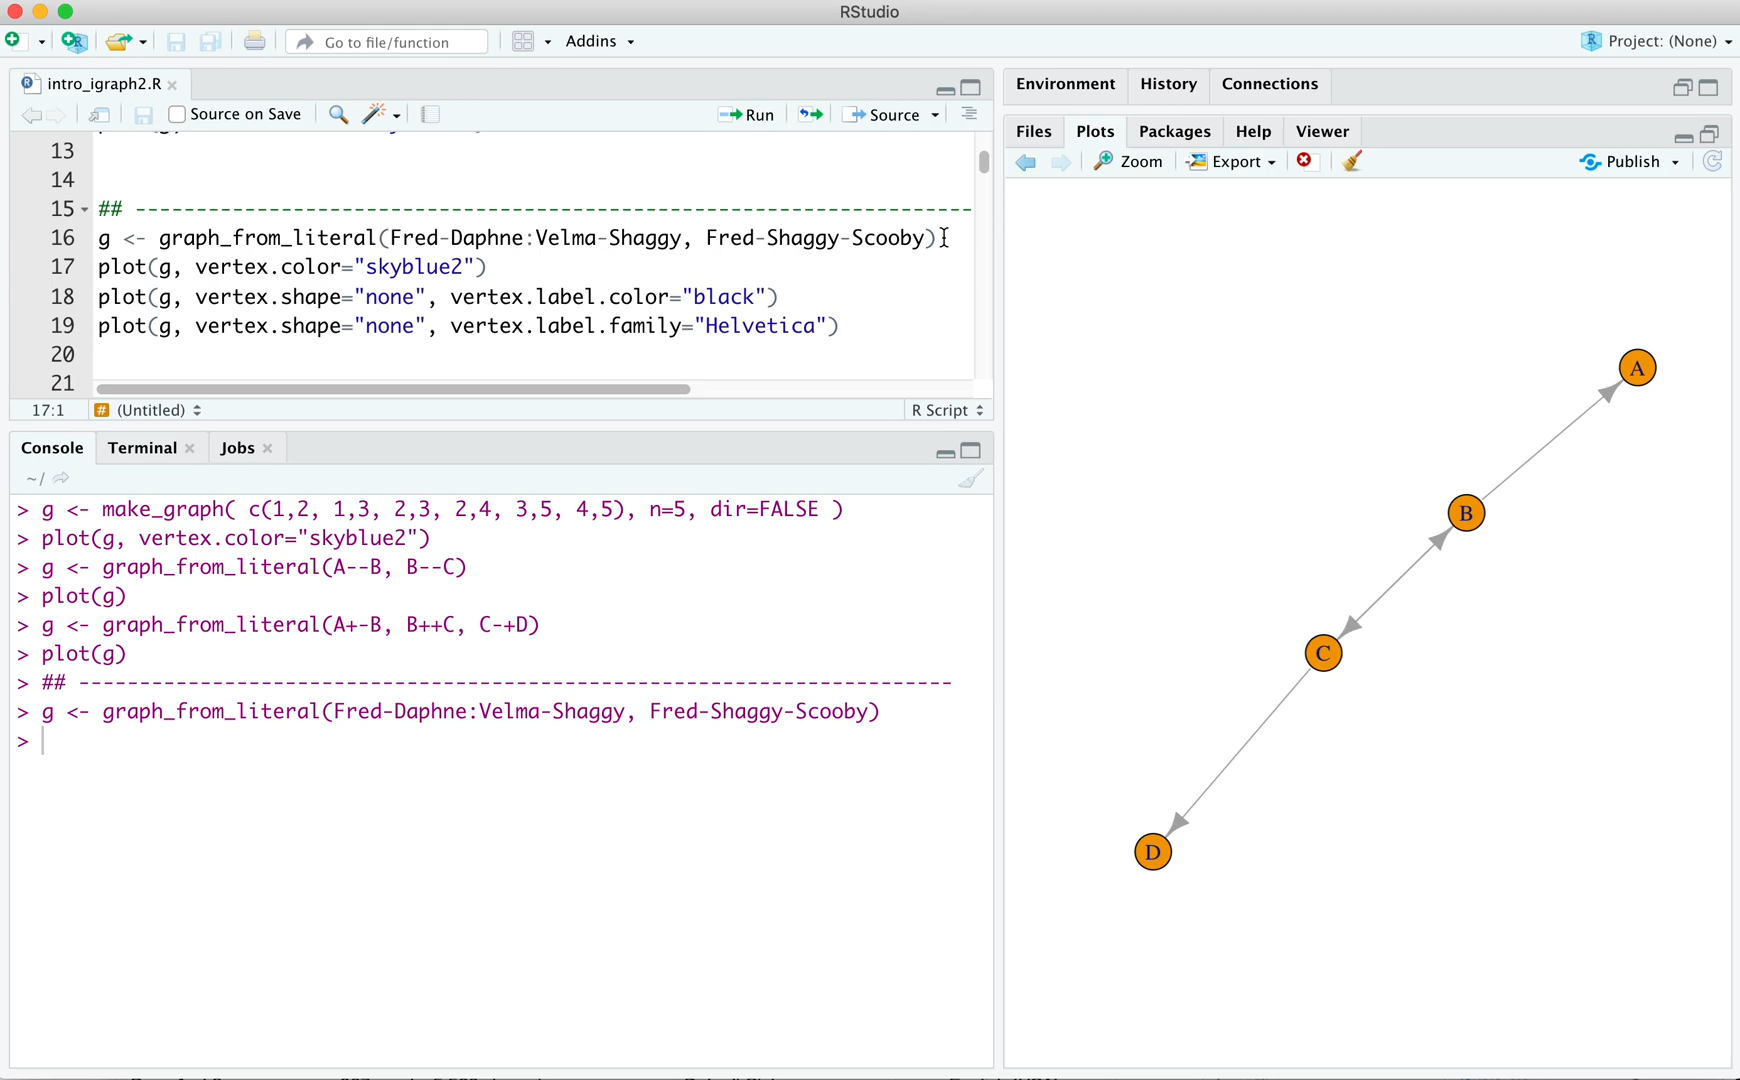 RStudio
Go to file/function
Addins
Project: (None)
intro_igraph2.R
Source on Save
Run
Source
13
14
15 ## ---------------------------------------------------------------------
16 g <- graph_from_literal(Fred-Daphne:Velma-Shaggy, Fred-Shaggy-Scooby)
17 plot(g, vertex.color="skyblue2")
18 plot(g, vertex.shape="none", vertex.label.color="black")
19 plot(g, vertex.shape="none", vertex.label.family="Helvetica")
20
21
17:1 # (Untitled) R Script
Console Terminal Jobs
~/
> g <- make_graph( c(1,2, 1,3, 2,3, 2,4, 3,5, 4,5), n=5, dir=FALSE )
> plot(g, vertex.color="skyblue2")
> g <- graph_from_literal(A--B, B--C)
> plot(g)
> g <- graph_from_literal(A+-B, B++C, C-+D)
> plot(g)
> ## ------------------------------------------------------------------------
> g <- graph_from_literal(Fred-Daphne:Velma-Shaggy, Fred-Shaggy-Scooby)
>
Environment History Connections
Files Plots Packages Help Viewer
Zoom Export Publish
A
B
C
D